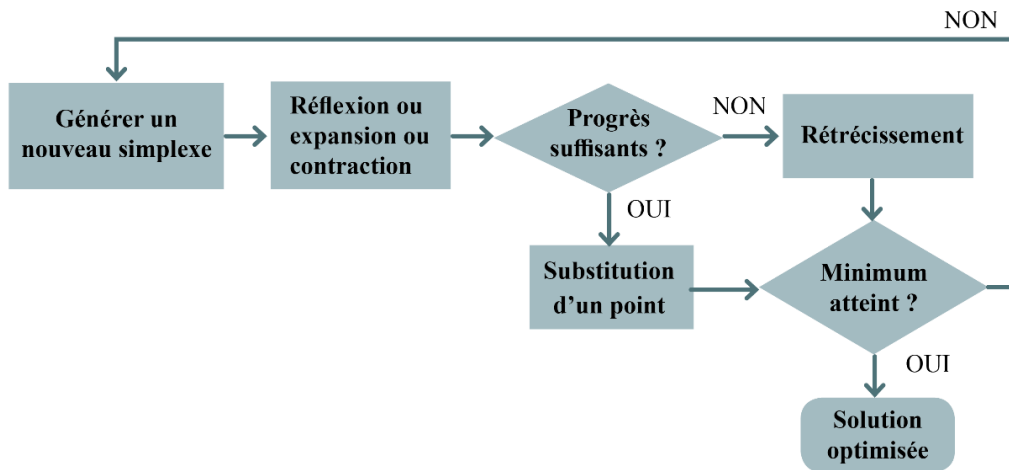 NON
Générer un
nouveau simplexe
Réflexion ou
expansion ou
contraction
Progrès
suffisants ?
NON
Rétrécissement
OUI
Substitution
d’un point
Minimum
atteint ?
OUI
Solution
optimisée